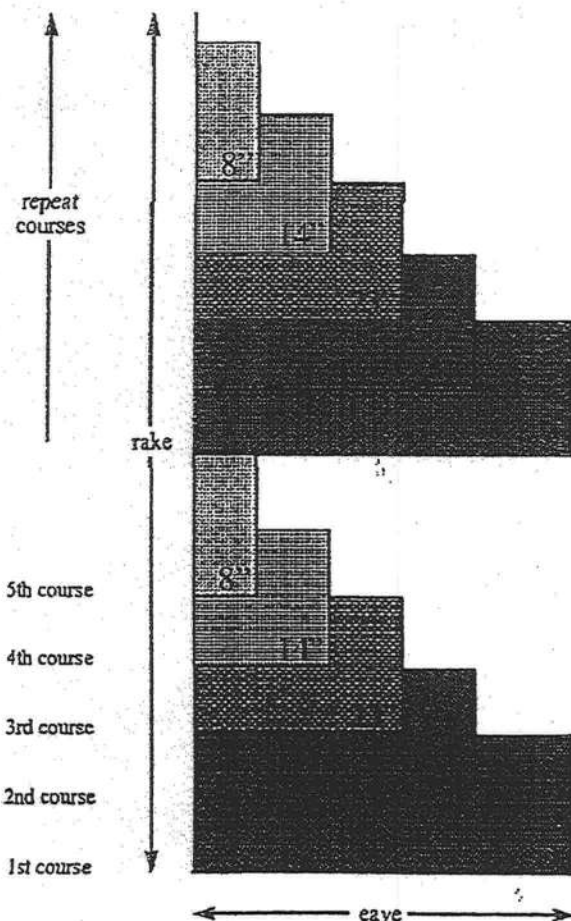 8"
14"
repeat
courses
rake
8"
14"
5th course
4th course
3rd course
2nd course
1st course
eave